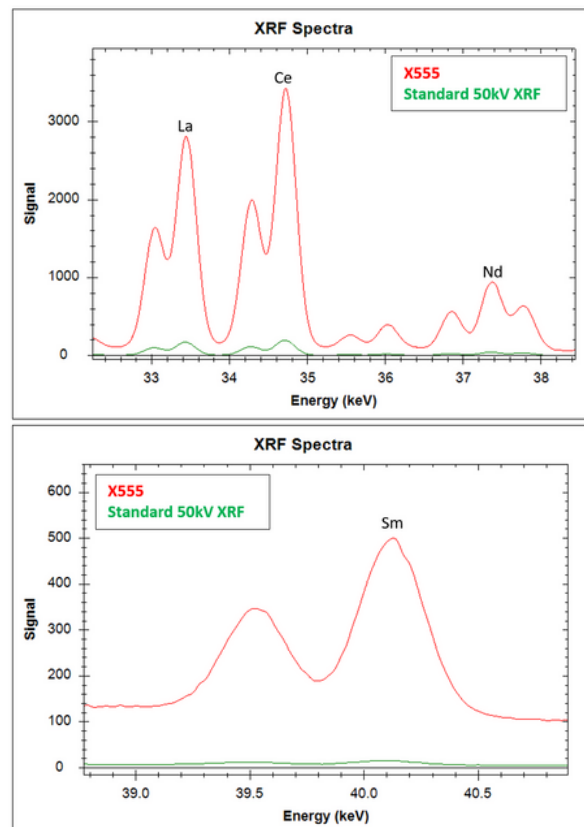 XRF Spectra
X555
Standard 50kV XRF
La
Ce
Nd
3000
2000
1000
0
Signal
33
34
35
36
37
38
Energy (keV)
XRF Spectra
X555
Standard 50kV XRF
Sm
600
500
400
300
200
100
0
Signal
39.0
39.5
40.0
40.5
Energy (keV)